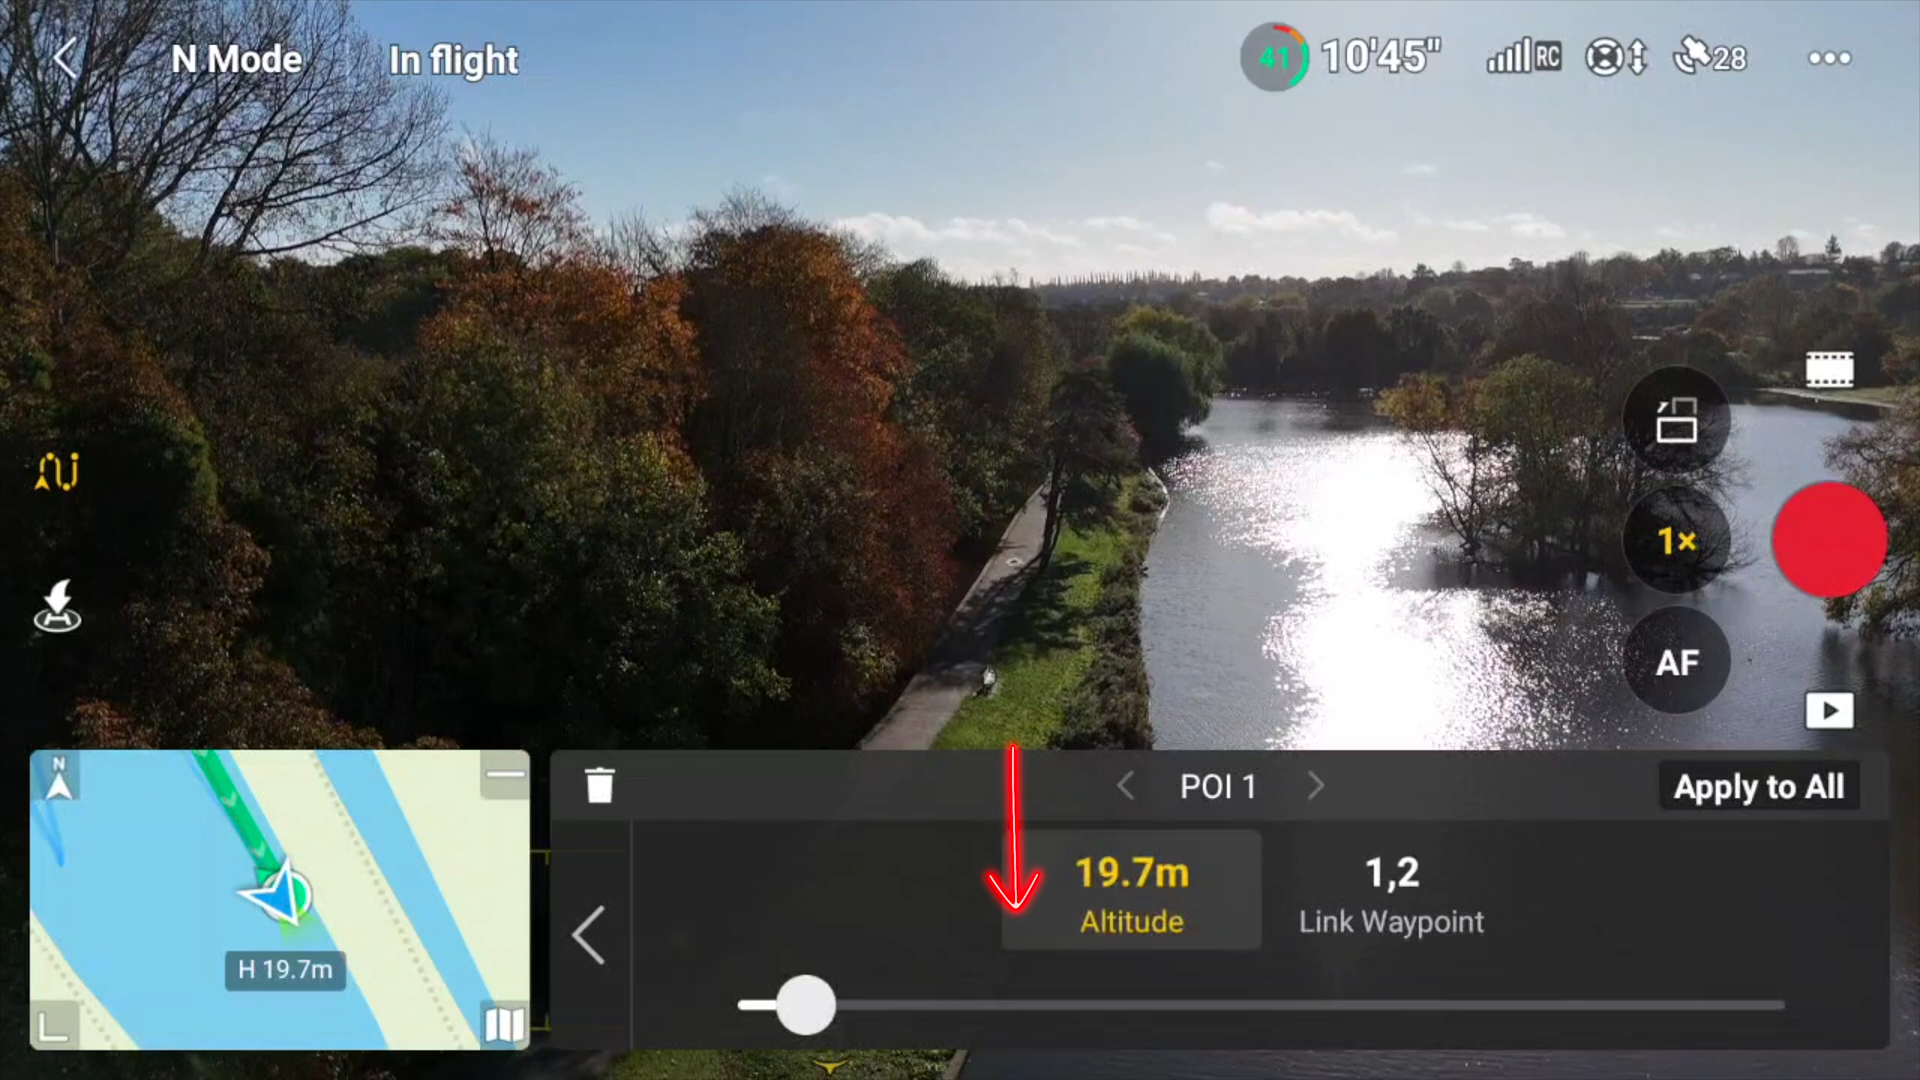 N Mode
In flight
41
10'45"
RC
28
1×
AF
N
H 19.7m
POI 1
Apply to All
19.7m
Altitude
1,2
Link Waypoint